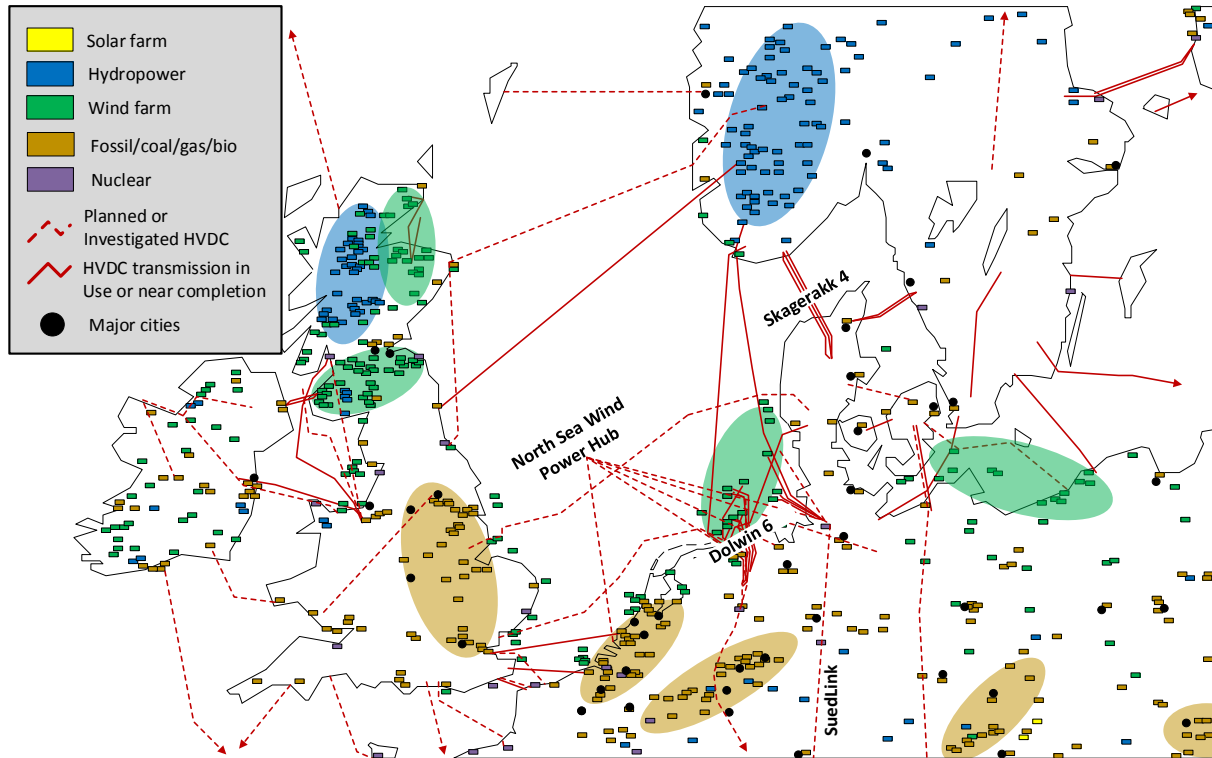 Solar farm
Hydropower
Wind farm
Fossil/coal/gas/bio
Nuclear
Planned or
Investigated HVDC
HVDC transmission in
Use or near completion
Major cities
Skagerakk 4
North Sea Wind
Power Hub
Dolwin 6
SuedLink